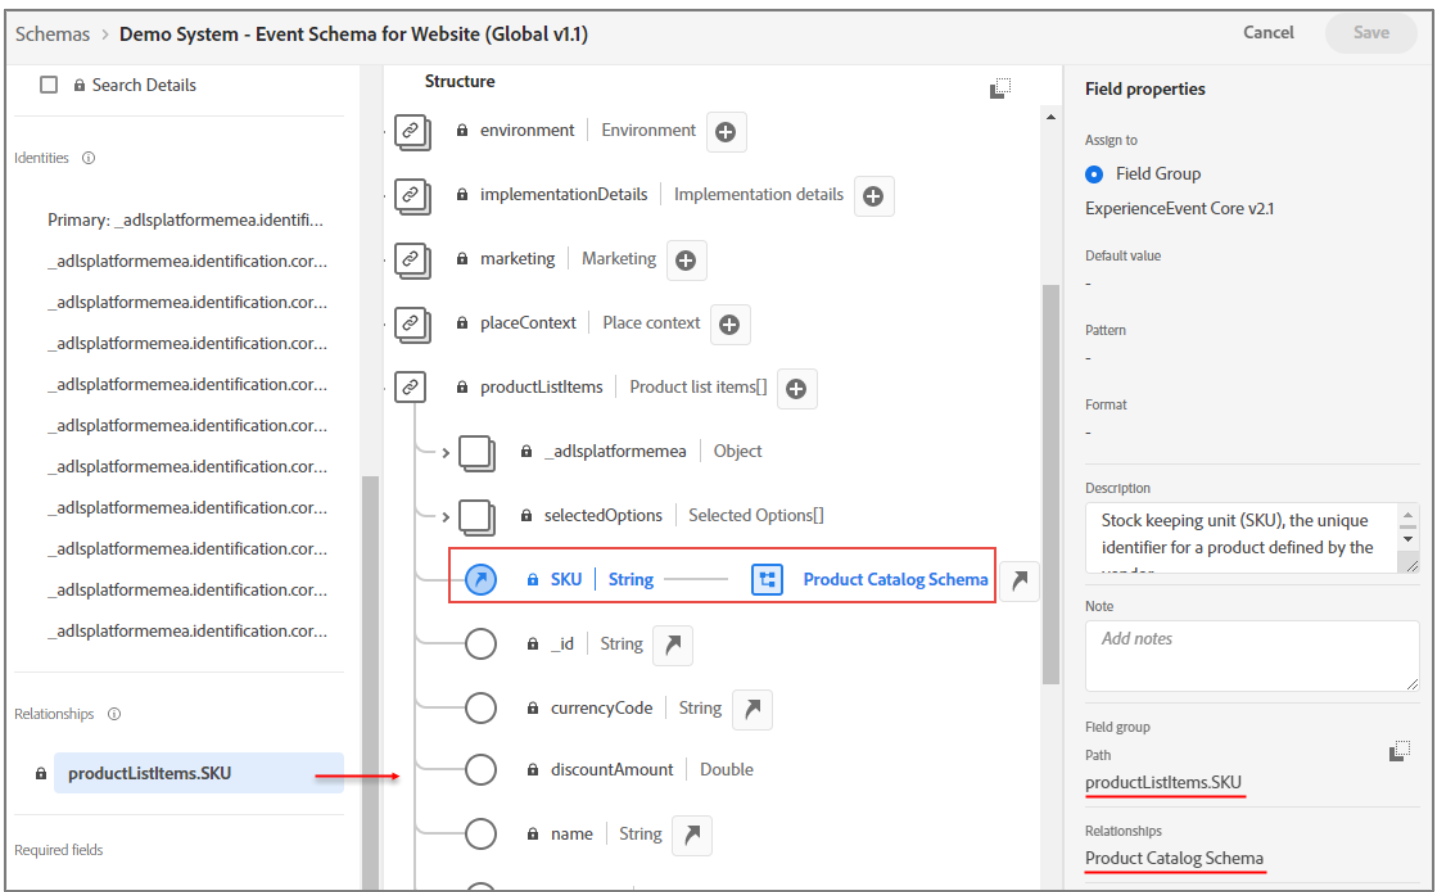 Schemas > Demo System - Event Schema for Website (Global v1.1)
Cancel
Save
Search Details
Identities
Primary: _adlsplatformemea.identifi...
_adlsplatformemea.identification.cor...
_adlsplatformemea.identification.cor...
_adlsplatformemea.identification.cor...
_adlsplatformemea.identification.cor...
_adlsplatformemea.identification.cor...
_adlsplatformemea.identification.cor...
_adlsplatformemea.identification.cor...
_adlsplatformemea.identification.cor...
_adlsplatformemea.identification.cor...
_adlsplatformemea.identification.cor...
Relationships
productListItems.SKU
Required fields
Structure
environment | Environment
implementationDetails | Implementation details
marketing | Marketing
placeContext | Place context
productListItems | Product list items[]
_adlsplatformemea | Object
selectedOptions | Selected Options[]
SKU | String Product Catalog Schema
_id | String
currencyCode | String
discountAmount | Double
name | String
Field properties
Assign to
Field Group
ExperienceEvent Core v2.1
Default value
-
Pattern
-
Format
-
Description
Stock keeping unit (SKU), the unique
identifier for a product defined by the
Note
Add notes
Field group
Path
productListItems.SKU
Relationships
Product Catalog Schema